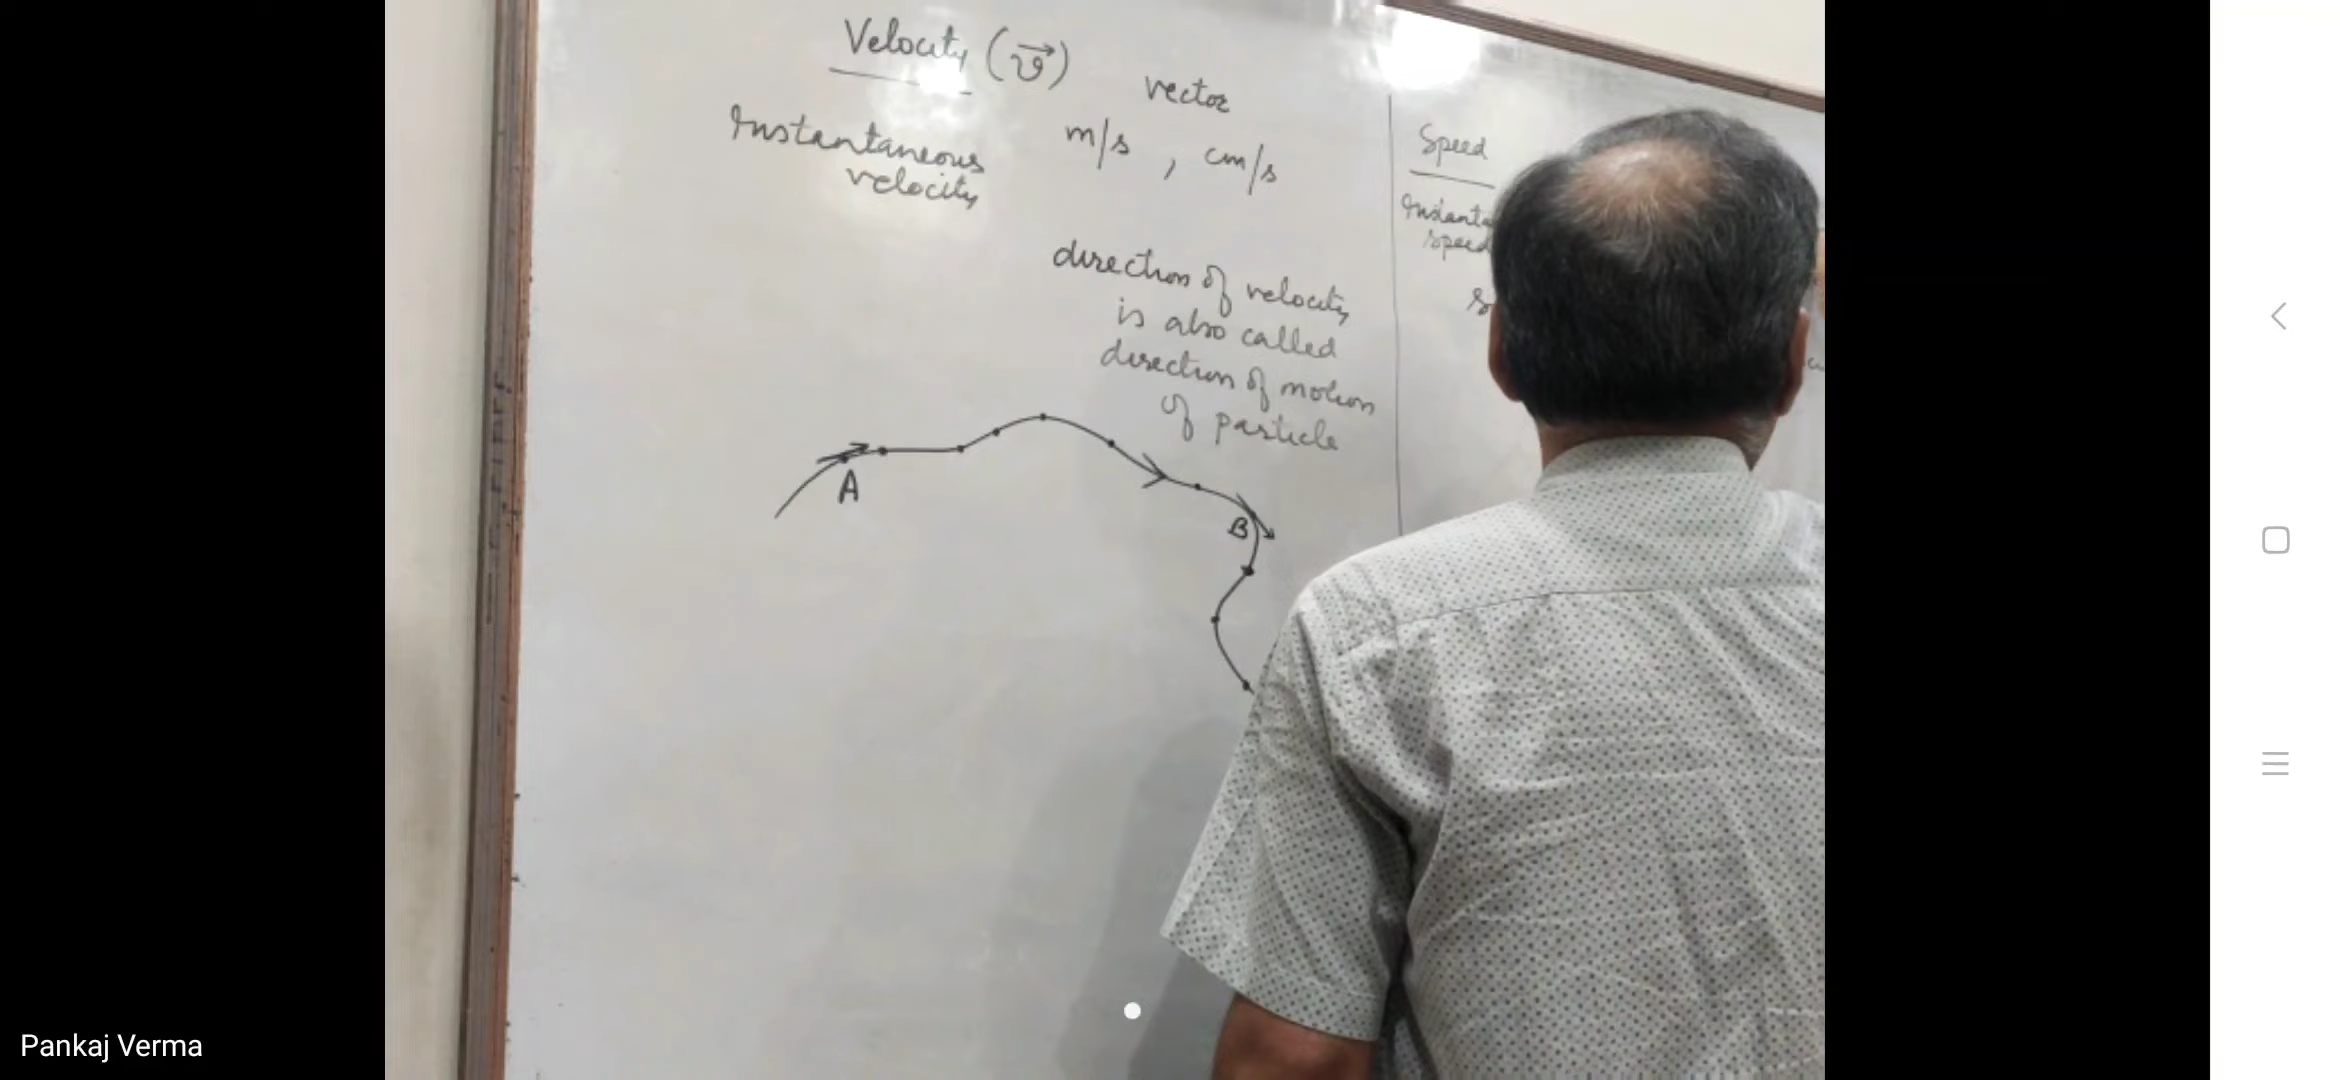 Velocity (v)
vector
Instantaneous
velocity
m/s , cm/s
direction of velocity
is also called
direction of motion
of particle
A
B
Speed
speed
Pankaj Verma